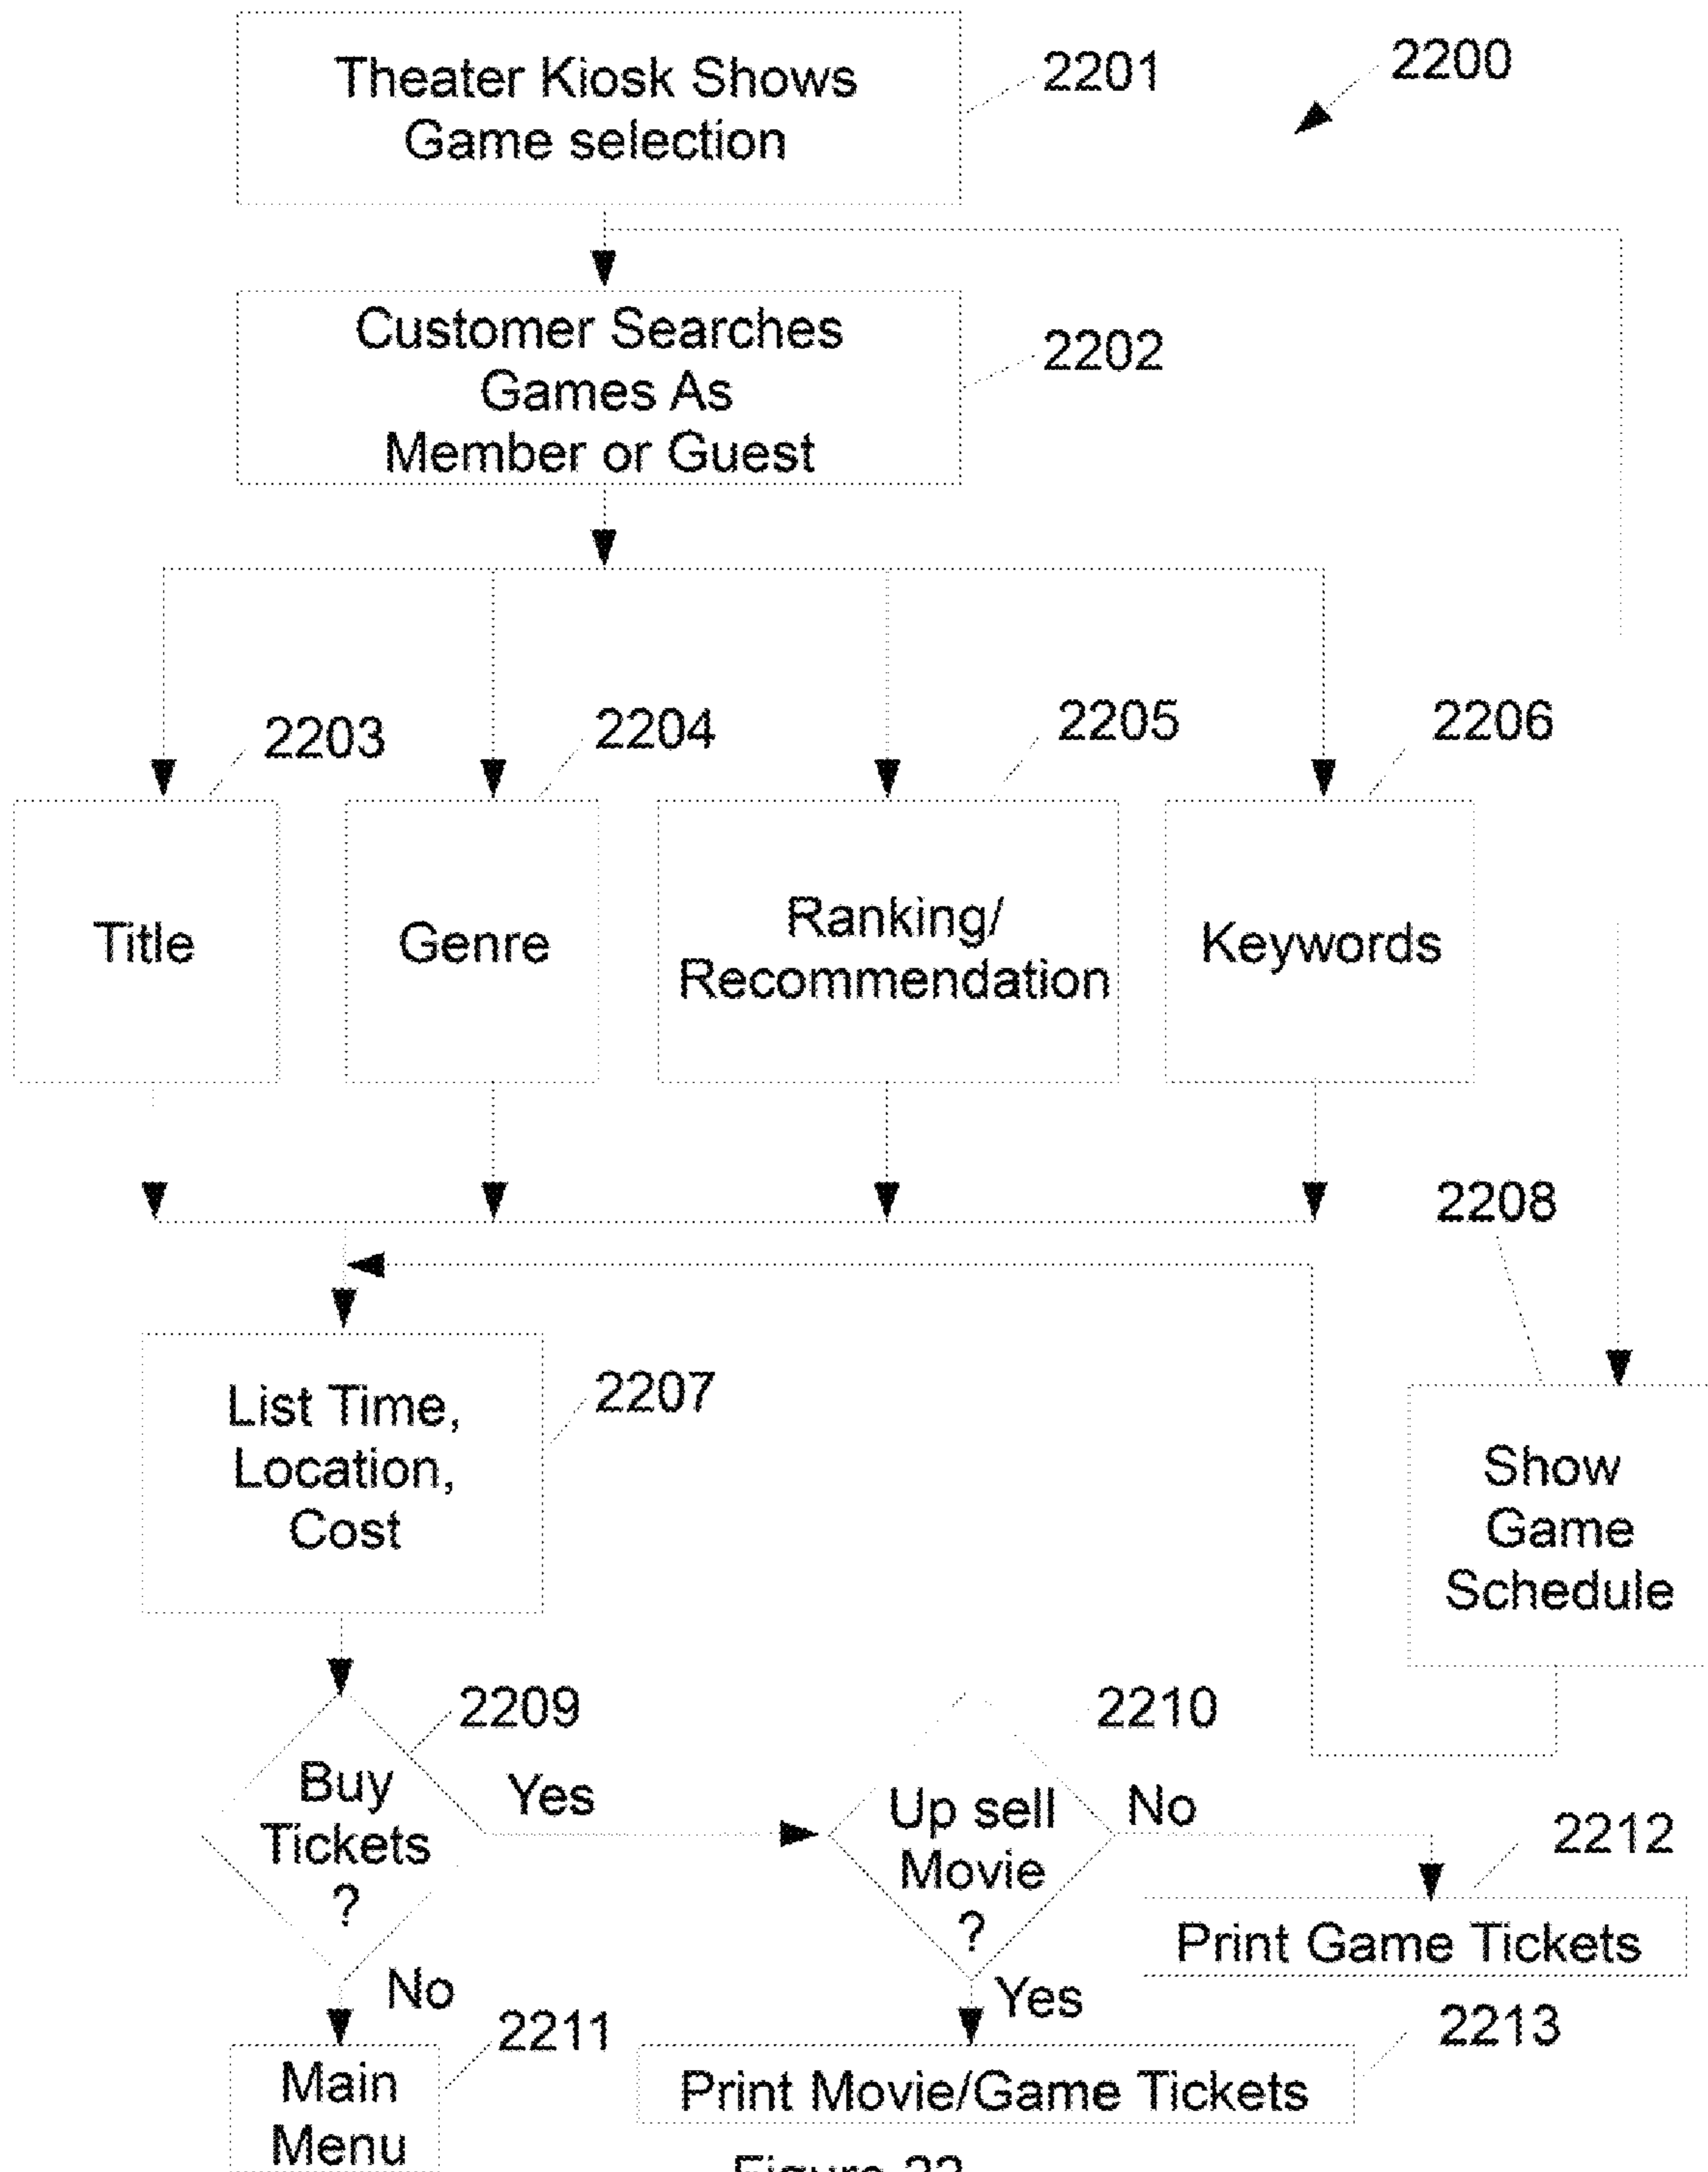 Theater Kiosk Shows
Game selection
2201
2200
Customer Searches
Games As
Member or Guest
2202
2203
2204
2205
2206
Title
Genre
Ranking/
Recommendation
Keywords
2208
List Time,
Location,
Cost
2207
Show
Game
Schedule
2209
Buy
Tickets
?
Yes
No
2210
Up sell
Movie
?
No
Yes
2212
Print Game Tickets
2211
Main
Menu
2213
Print Movie/Game Tickets
Figure 22